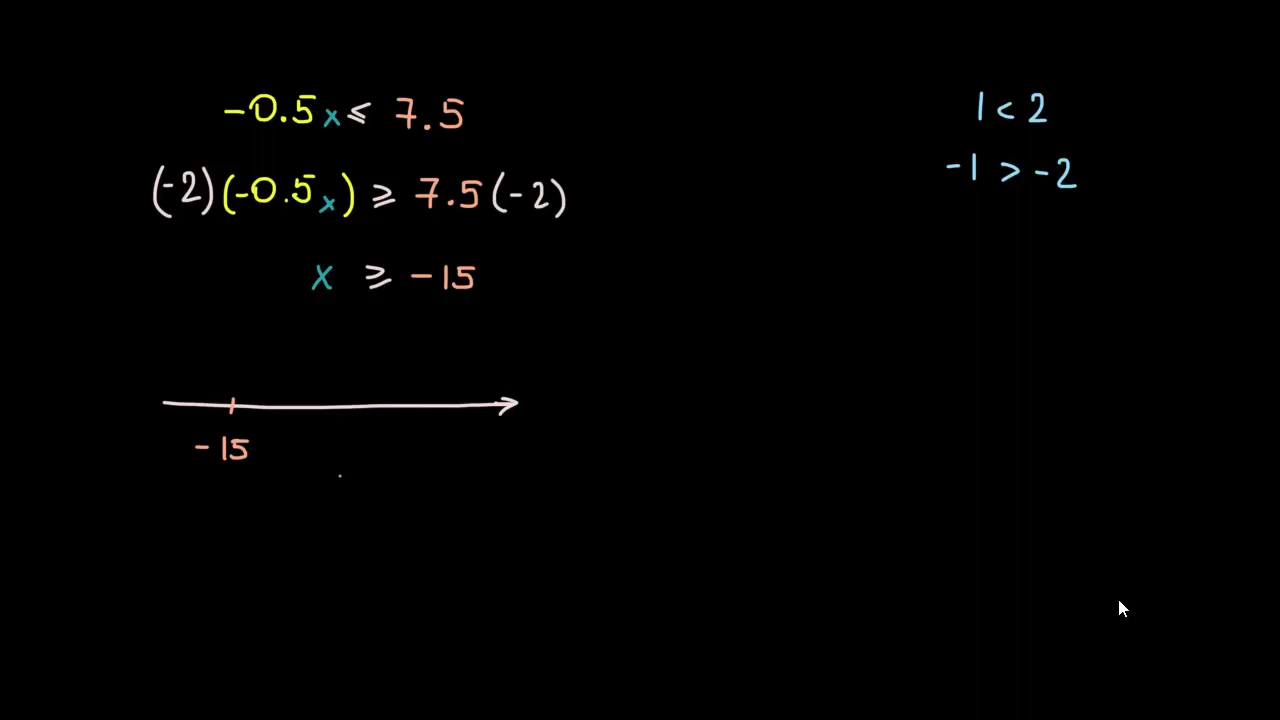 -0.5x ≤ 7.5
(-2)(-0.5x) ≥ 7.5(-2)
x ≥ -15
-15
1 < 2
-1 > -2